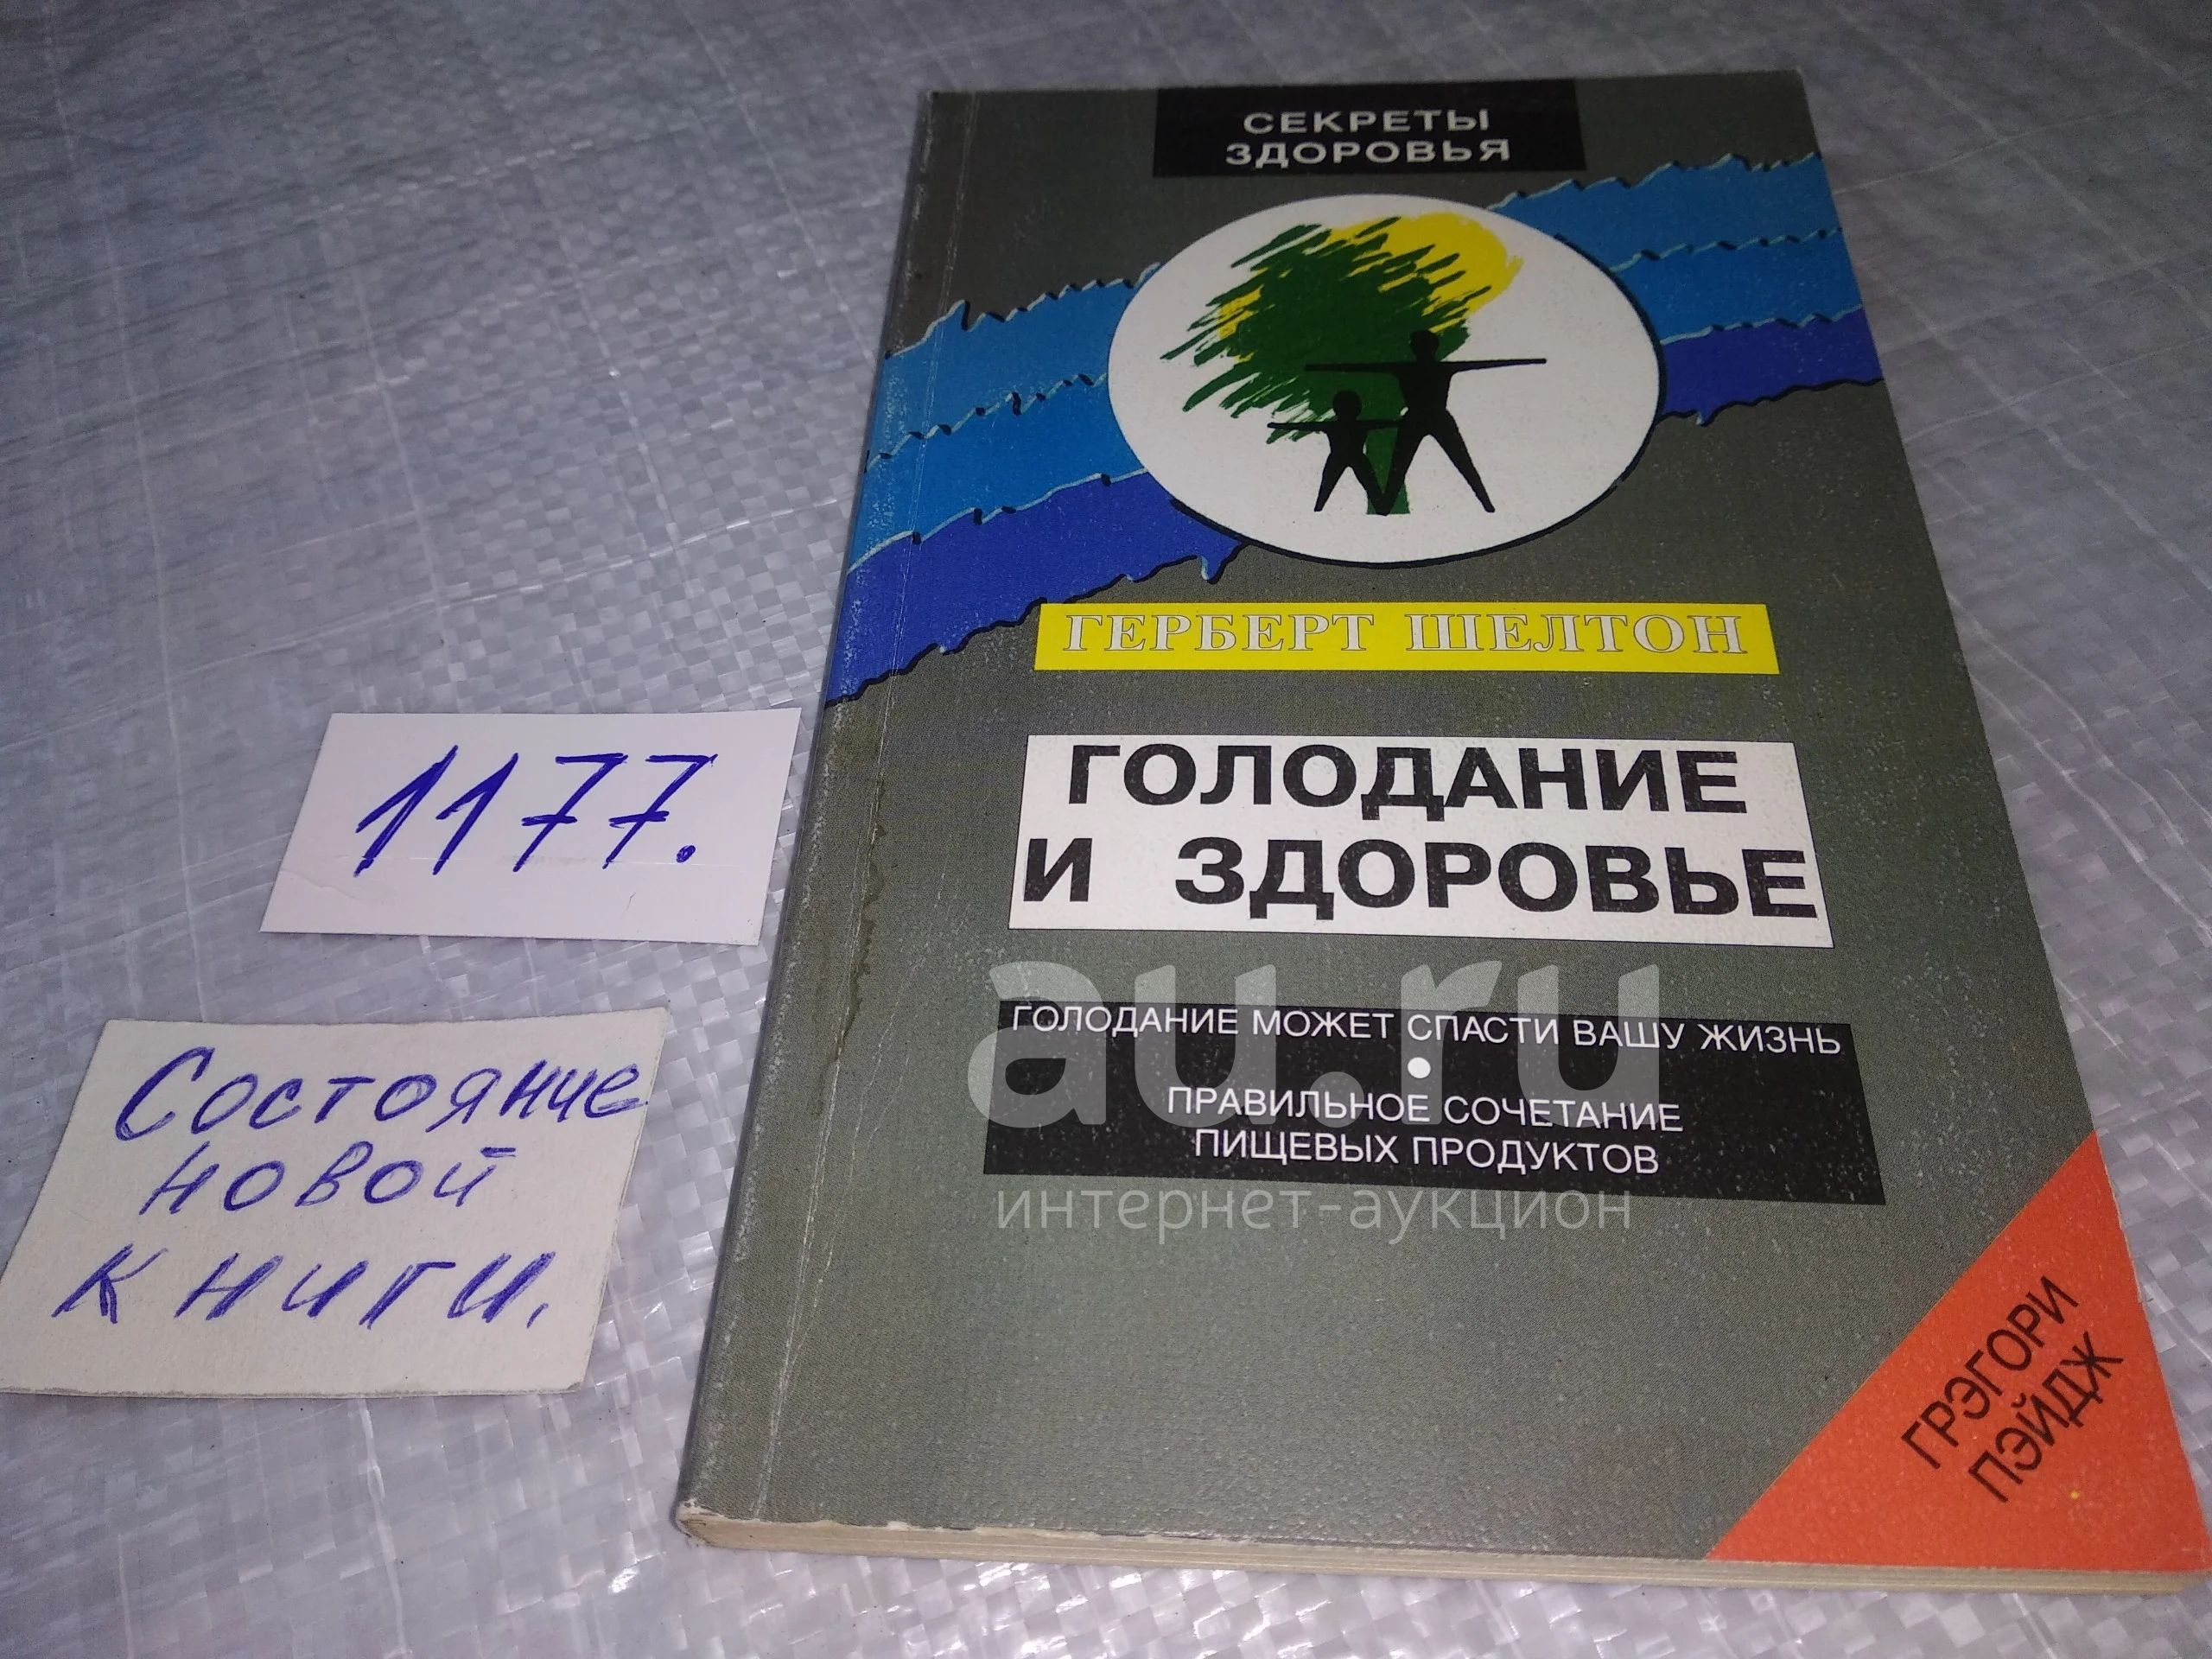 СЕКРЕТЫ
ЗДОРОВЬЯ
ГЕРБЕРТ ШЕЛТОН
ГОЛОДАНИЕ
И ЗДОРОВЬЕ
ГОЛОДАНИЕ МОЖЕТ СПАСТИ ВАШУ ЖИЗНЬ
ПРАВИЛЬНОЕ СОЧЕТАНИЕ
ПИЩЕВЫХ ПРОДУКТОВ
ГРЭГОРИ
ПЭЙДЖ
1177.
Состояние
новой
книги.
au.ru
интернет-аукцион